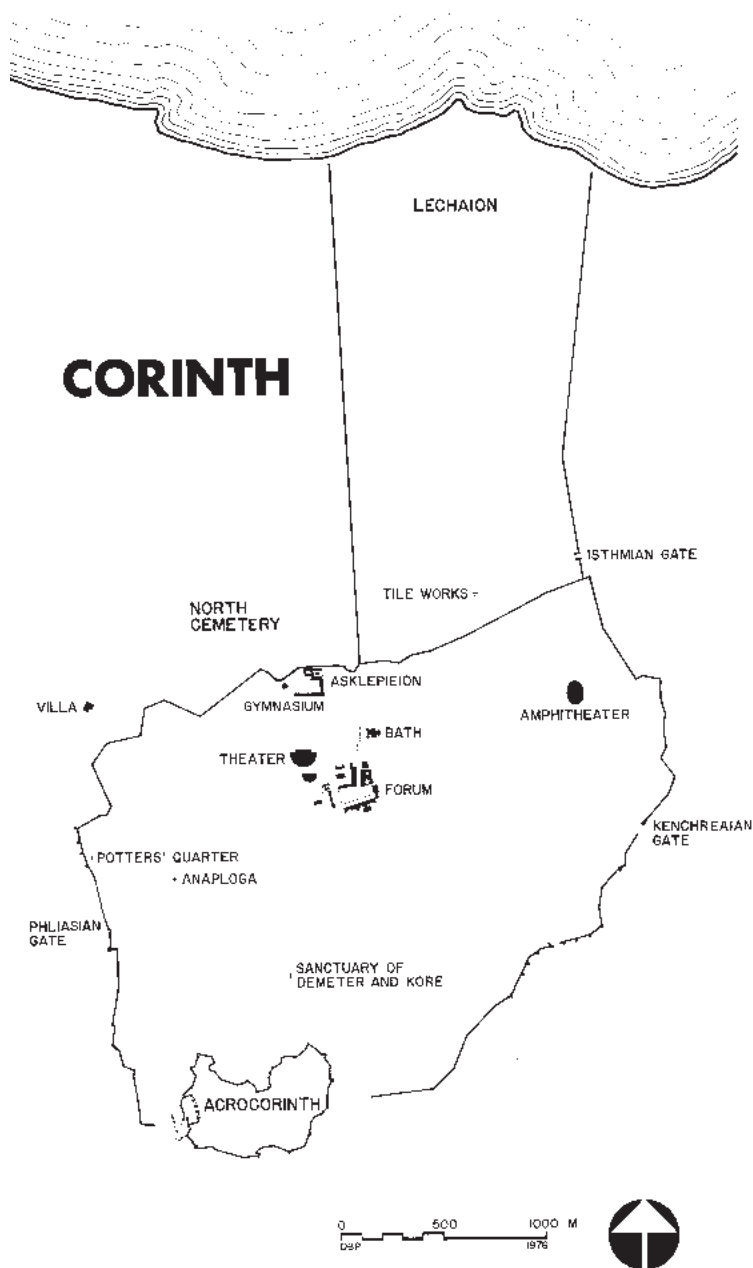 LECHAION
CORINTH
ISTHMIAN GATE
TILE WORKS
NORTH
CEMETERY
ASKLEPIEION
VILLA
GYMNASIUM
AMPHITHEATER
BATH
THEATER
FORUM
KENCHREAIAN
GATE
POTTERS' QUARTER
ANAPLOGA
PHLIASIAN
GATE
SANCTUARY OF
DEMETER AND KORE
ACROCORINTH
0 500 1000 M
DBP 1976